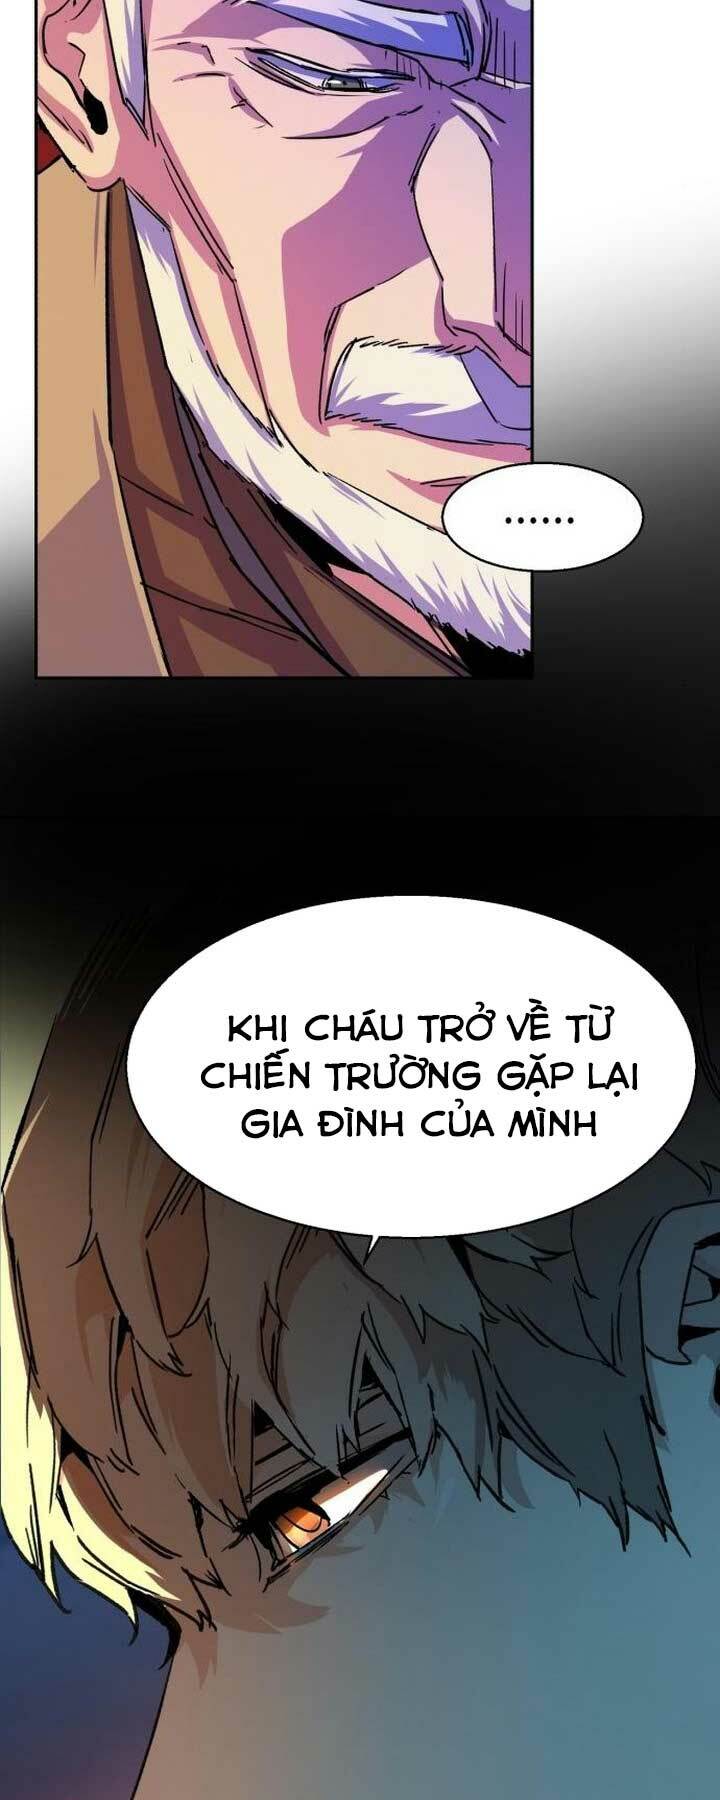 ......
KHI CHÁU TRỞ VỀ TỪ
CHIẾN TRƯỜNG GẶP LẠI
GIA ĐÌNH CỦA MÌNH